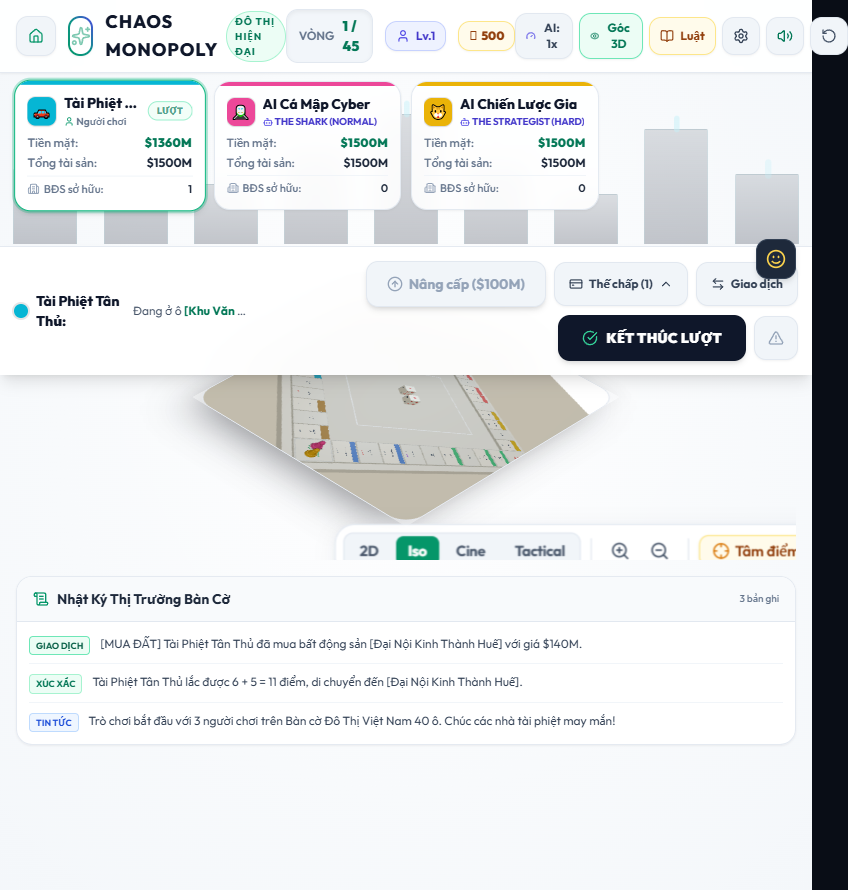 CHAOS
MONOPOLY
ĐÔ THỊ
HIỆN
ĐẠI
VÒNG
1 /
45
Lv.1
500
AI:
1x
Góc
3D
Luật
Tài Phiệt ...
LƯỢT
Người chơi
Tiền mặt:
$1360M
Tổng tài sản:
$1500M
BĐS sở hữu:
1
AI Cá Mập Cyber
THE SHARK (NORMAL)
Tiền mặt:
$1500M
Tổng tài sản:
$1500M
BĐS sở hữu:
0
AI Chiến Lược Gia
THE STRATEGIST (HARD)
Tiền mặt:
$1500M
Tổng tài sản:
$1500M
BĐS sở hữu:
0
Tài Phiệt Tân
Thủ:
Đang ở ô [Khu Văn ...
Nâng cấp ($100M)
Thế chấp (1)
Giao dịch
KẾT THÚC LƯỢT
2D
Iso
Cine
Tactical
Tâm điểm
Nhật Ký Thị Trường Bàn Cờ
3 bản ghi
GIAO DỊCH
[MUA ĐẤT] Tài Phiệt Tân Thủ đã mua bất động sản [Đại Nội Kinh Thành Huế] với giá $140M.
XÚC XẮC
Tài Phiệt Tân Thủ lắc được 6 + 5 = 11 điểm, di chuyển đến [Đại Nội Kinh Thành Huế].
TIN TỨC
Trò chơi bắt đầu với 3 người chơi trên Bàn cờ Đô Thị Việt Nam 40 ô. Chúc các nhà tài phiệt may mắn!